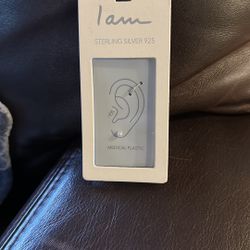 I am
STERLING SILVER 925
MEDICAL PLASTIC